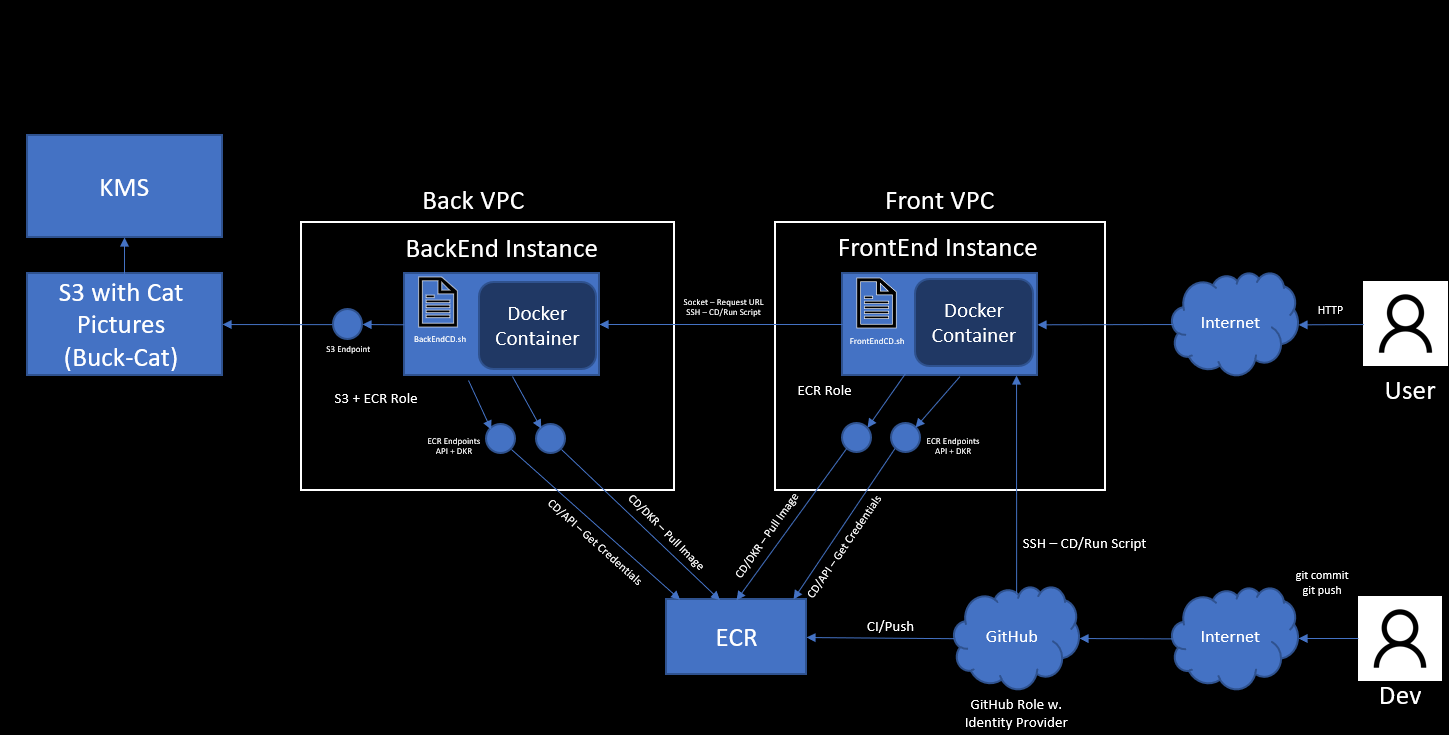 KMS
S3 with Cat
Pictures
(Buck-Cat)
Back VPC
BackEnd Instance
BackEndCD.sh
Docker
Container
S3 Endpoint
S3 + ECR Role
ECR Endpoints
API + DKR
Socket – Request URL
SSH – CD/Run Script
Front VPC
FrontEnd Instance
FrontEndCD.sh
Docker
Container
ECR Role
ECR Endpoints
API + DKR
Internet
HTTP
User
CD/API – Get Credentials
CD/DKR – Pull Image
CD/DKR – Pull Image
CD/API – Get Credentials
SSH – CD/Run Script
ECR
CI/Push
GitHub
GitHub Role w.
Identity Provider
Internet
git commit
git push
Dev